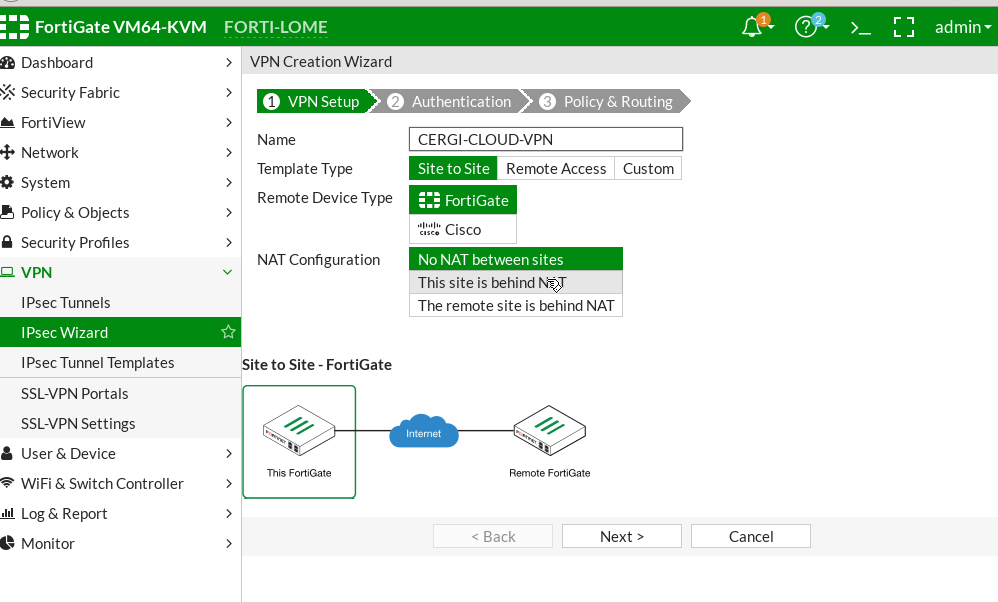 FortiGate VM64-KVM FORTI-LOME 1 2 >_ admin
Dashboard
Security Fabric
FortiView
Network
System
Policy & Objects
Security Profiles
VPN
IPsec Tunnels
IPsec Wizard
IPsec Tunnel Templates
SSL-VPN Portals
SSL-VPN Settings
User & Device
WiFi & Switch Controller
Log & Report
Monitor
VPN Creation Wizard
1 VPN Setup 2 Authentication 3 Policy & Routing
Name CERGI-CLOUD-VPN
Template Type Site to Site Remote Access Custom
Remote Device Type FortiGate
CISCO Cisco
NAT Configuration No NAT between sites
This site is behind NAT
The remote site is behind NAT
Site to Site - FortiGate
Internet
This FortiGate Remote FortiGate
< Back Next > Cancel